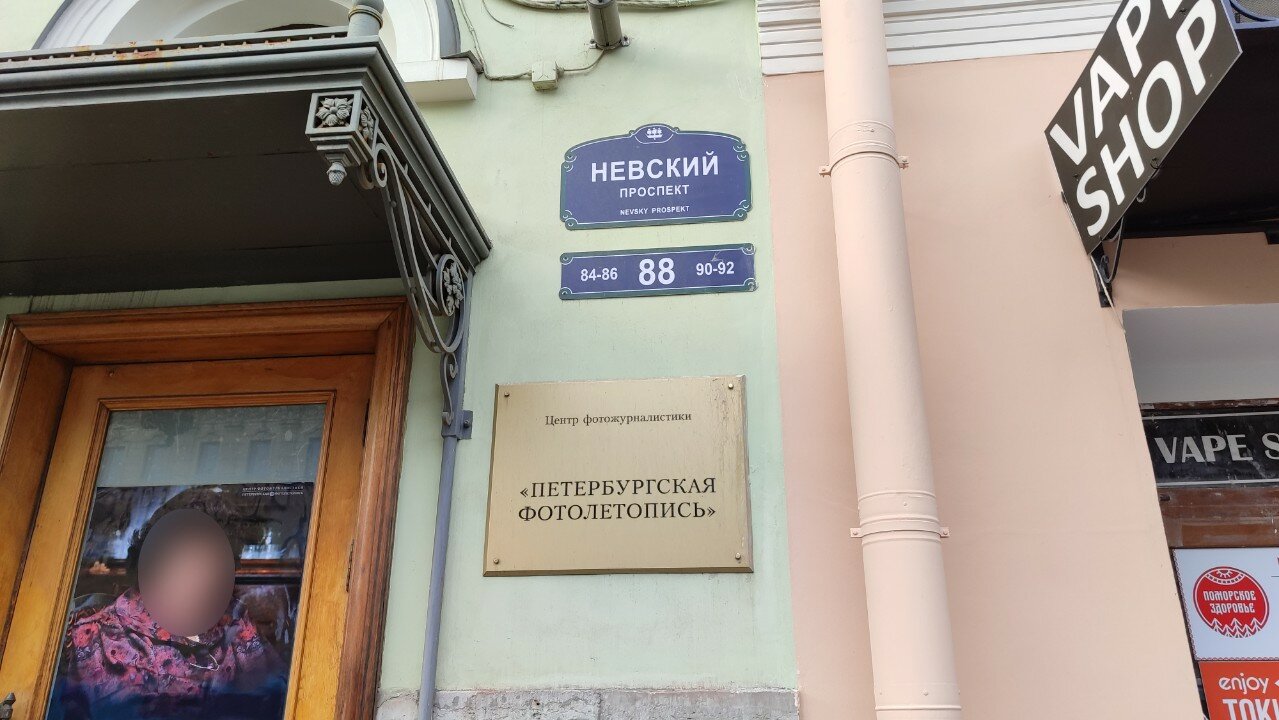 НЕВСКИЙ
ПРОСПЕКТ
NEVSKY PROSPEKT
84-86 88 90-92
Центр фотожурналистики
«ПЕТЕРБУРГСКАЯ
ФОТОЛЕТОПИСЬ»
VAPE
SHOP
VAPE S
ПОМОРСКОЕ
ЗДОРОВЬЕ
enjoy